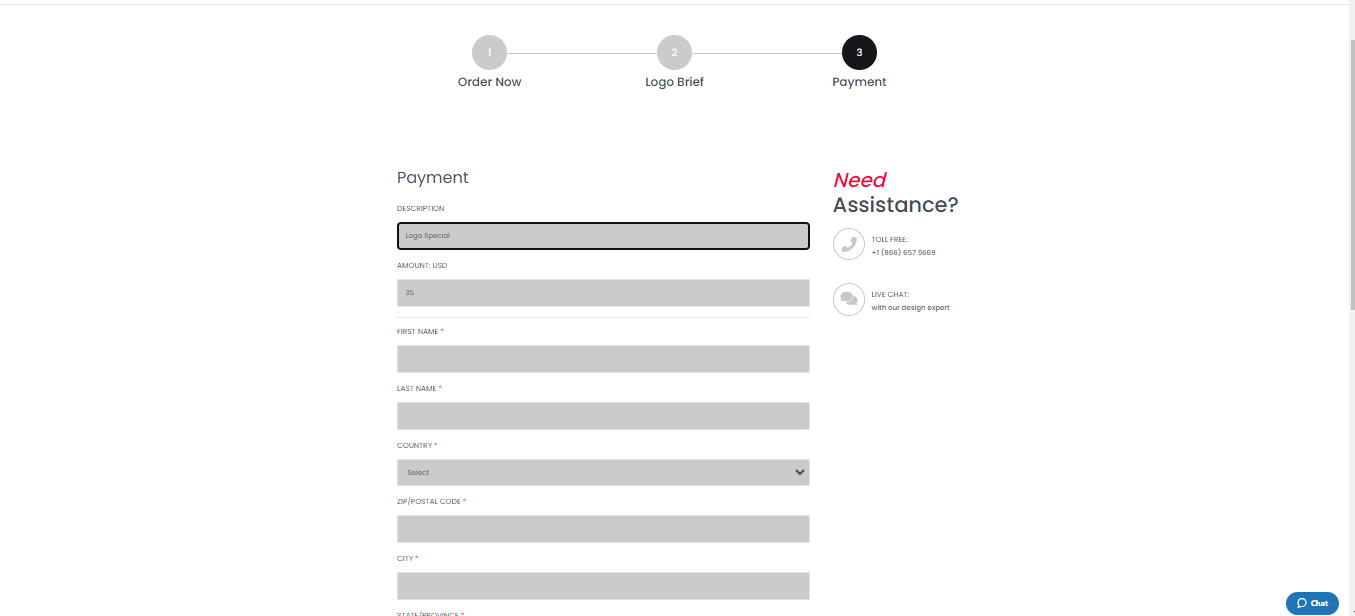 1
2
3
Order Now
Logo Brief
Payment
Payment
DESCRIPTION
Logo Special
AMOUNT: USD
35
FIRST NAME *
LAST NAME *
COUNTRY *
Select
ZIP/POSTAL CODE *
CITY *
STATE/PROVINCE *
Need
Assistance?
TOLL FREE:
+1 (866) 657 5669
LIVE CHAT:
with our design expert
Chat